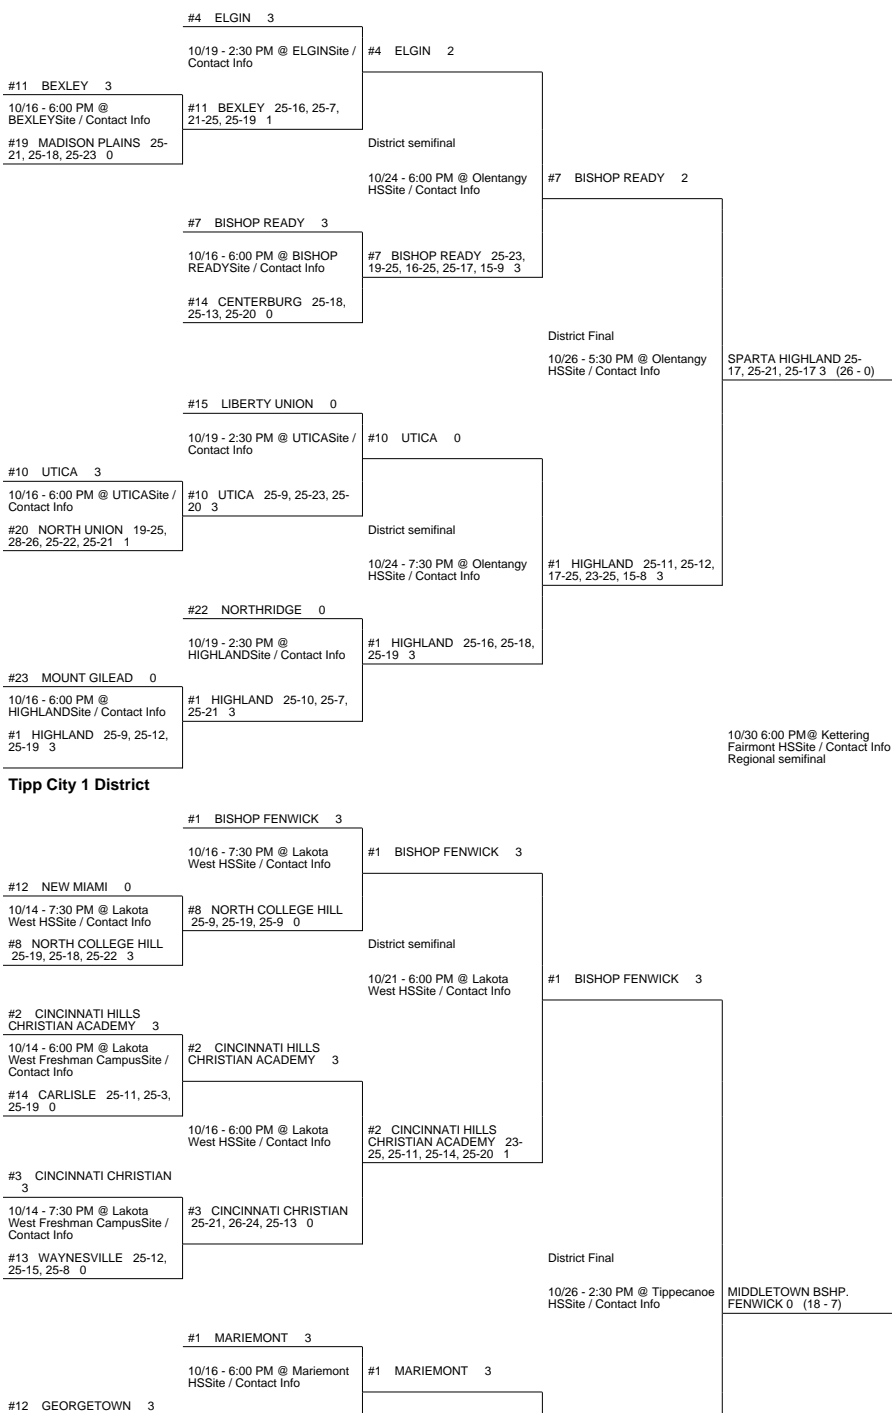 #4 ELGIN 3
10/19 - 2:30 PM @ ELGINSite /
Contact Info
#4 ELGIN 2
#11 BEXLEY 3
10/16 - 6:00 PM @
BEXLEYSite / Contact Info
#11 BEXLEY 25-16, 25-7,
21-25, 25-19 1
#19 MADISON PLAINS 25-
21, 25-18, 25-23 0
District semifinal
10/24 - 6:00 PM @ Olentangy
HSSite / Contact Info
#7 BISHOP READY 2
#7 BISHOP READY 3
10/16 - 6:00 PM @ BISHOP
READYSite / Contact Info
#7 BISHOP READY 25-23,
19-25, 16-25, 25-17, 15-9 3
#14 CENTERBURG 25-18,
25-13, 25-20 0
District Final
10/26 - 5:30 PM @ Olentangy
HSSite / Contact Info
SPARTA HIGHLAND 25-
17, 25-21, 25-17 3 (26 - 0)
#15 LIBERTY UNION 0
10/19 - 2:30 PM @ UTICASite /
Contact Info
#10 UTICA 0
#10 UTICA 3
10/16 - 6:00 PM @ UTICASite /
Contact Info
#10 UTICA 25-9, 25-23, 25-
20 3
#20 NORTH UNION 19-25,
28-26, 25-22, 25-21 1
District semifinal
10/24 - 7:30 PM @ Olentangy
HSSite / Contact Info
#1 HIGHLAND 25-11, 25-12,
17-25, 23-25, 15-8 3
#22 NORTHRIDGE 0
10/19 - 2:30 PM @
HIGHLANDSite / Contact Info
#1 HIGHLAND 25-16, 25-18,
25-19 3
#23 MOUNT GILEAD 0
10/16 - 6:00 PM @
HIGHLANDSite / Contact Info
#1 HIGHLAND 25-10, 25-7,
25-21 3
#1 HIGHLAND 25-9, 25-12,
25-19 3
10/30 6:00 PM@ Kettering
Fairmont HSSite / Contact Info
Regional semifinal
Tipp City 1 District
#1 BISHOP FENWICK 3
10/16 - 7:30 PM @ Lakota
West HSSite / Contact Info
#1 BISHOP FENWICK 3
#12 NEW MIAMI 0
10/14 - 7:30 PM @ Lakota
West HSSite / Contact Info
#8 NORTH COLLEGE HILL
25-9, 25-19, 25-9 0
#8 NORTH COLLEGE HILL
25-19, 25-18, 25-22 3
District semifinal
10/21 - 6:00 PM @ Lakota
West HSSite / Contact Info
#1 BISHOP FENWICK 3
#2 CINCINNATI HILLS
CHRISTIAN ACADEMY 3
10/14 - 6:00 PM @ Lakota
West Freshman CampusSite /
Contact Info
#2 CINCINNATI HILLS
CHRISTIAN ACADEMY 3
#14 CARLISLE 25-11, 25-3,
25-19 0
10/16 - 6:00 PM @ Lakota
West HSSite / Contact Info
#2 CINCINNATI HILLS
CHRISTIAN ACADEMY 23-
25, 25-11, 25-14, 25-20 1
#3 CINCINNATI CHRISTIAN
3
10/14 - 7:30 PM @ Lakota
West Freshman CampusSite /
Contact Info
#3 CINCINNATI CHRISTIAN
25-21, 26-24, 25-13 0
#13 WAYNESVILLE 25-12,
25-15, 25-8 0
District Final
10/26 - 2:30 PM @ Tippecanoe
HSSite / Contact Info
MIDDLETOWN BSHP.
FENWICK 0 (18 - 7)
#1 MARIEMONT 3
10/16 - 6:00 PM @ Mariemont
HSSite / Contact Info
#1 MARIEMONT 3
#12 GEORGETOWN 3